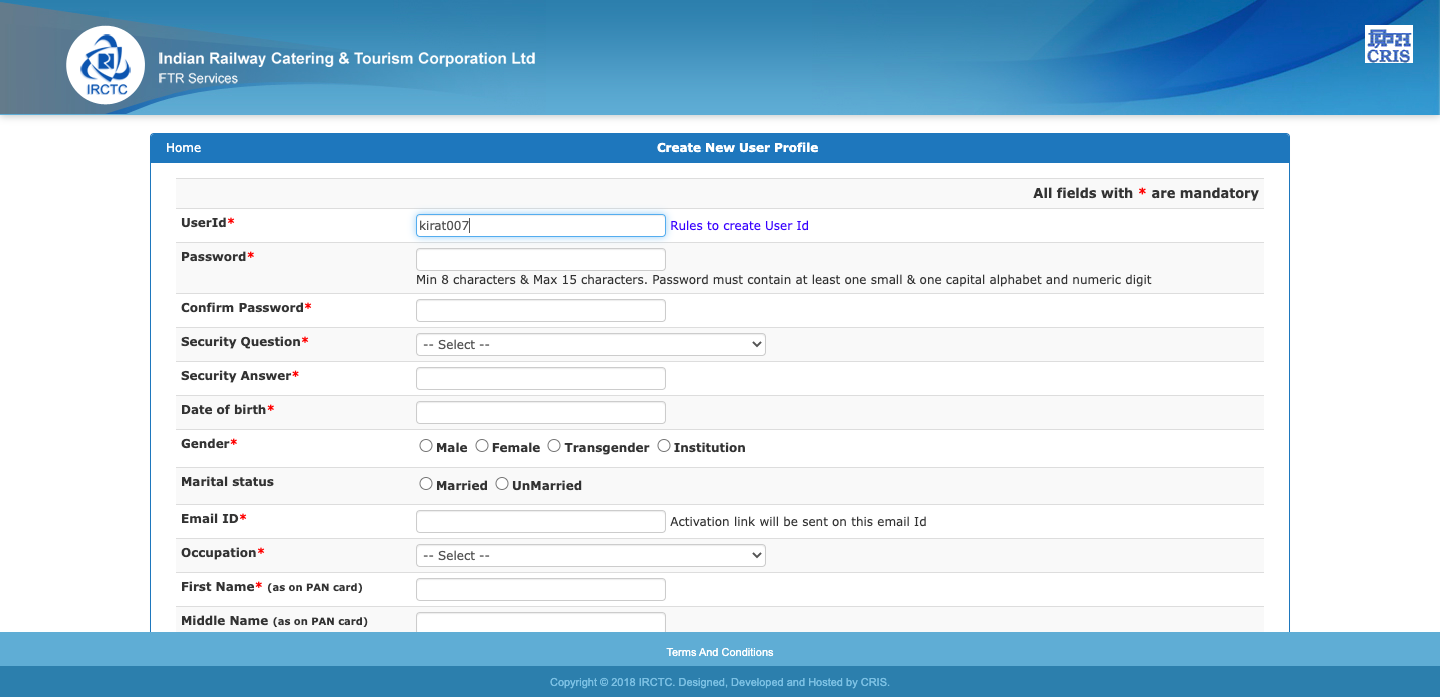 IRCTC
Indian Railway Catering & Tourism Corporation Ltd
FTR Services
क्रिस
CRIS
Home
Create New User Profile
All fields with * are mandatory
UserId* kirat007 Rules to create User Id
Password*
Min 8 characters & Max 15 characters. Password must contain at least one small & one capital alphabet and numeric digit
Confirm Password*
Security Question* -- Select --
Security Answer*
Date of birth*
Gender* Male Female Transgender Institution
Marital status Married UnMarried
Email ID* Activation link will be sent on this email Id
Occupation* -- Select --
First Name* (as on PAN card)
Middle Name (as on PAN card)
Terms And Conditions
Copyright © 2018 IRCTC. Designed, Developed and Hosted by CRIS.